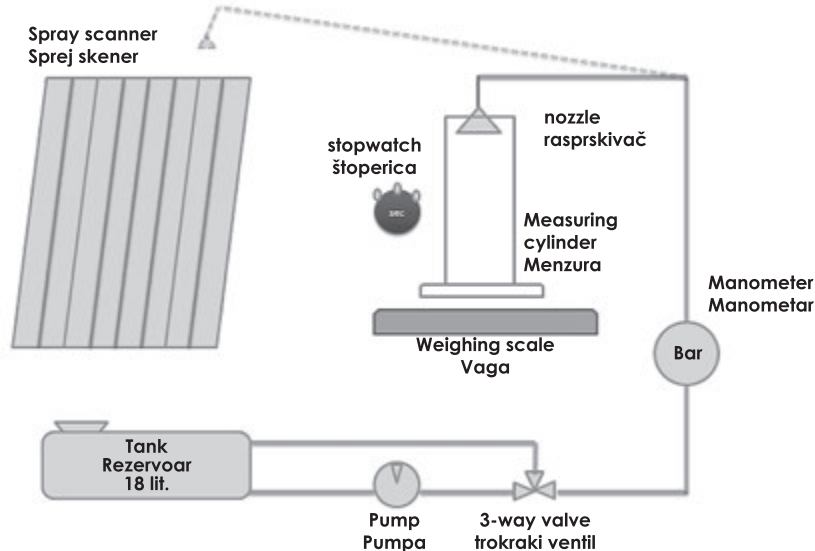 Spray scanner
Sprej skener
nozzle
rasprskivač
stopwatch
štoperica
SEC
Measuring
cylinder
Menzura
Manometer
Manometar
Bar
Weighing scale
Vaga
Tank
Rezervoar
18 lit.
Pump
Pumpa
3-way valve
trokraki ventil